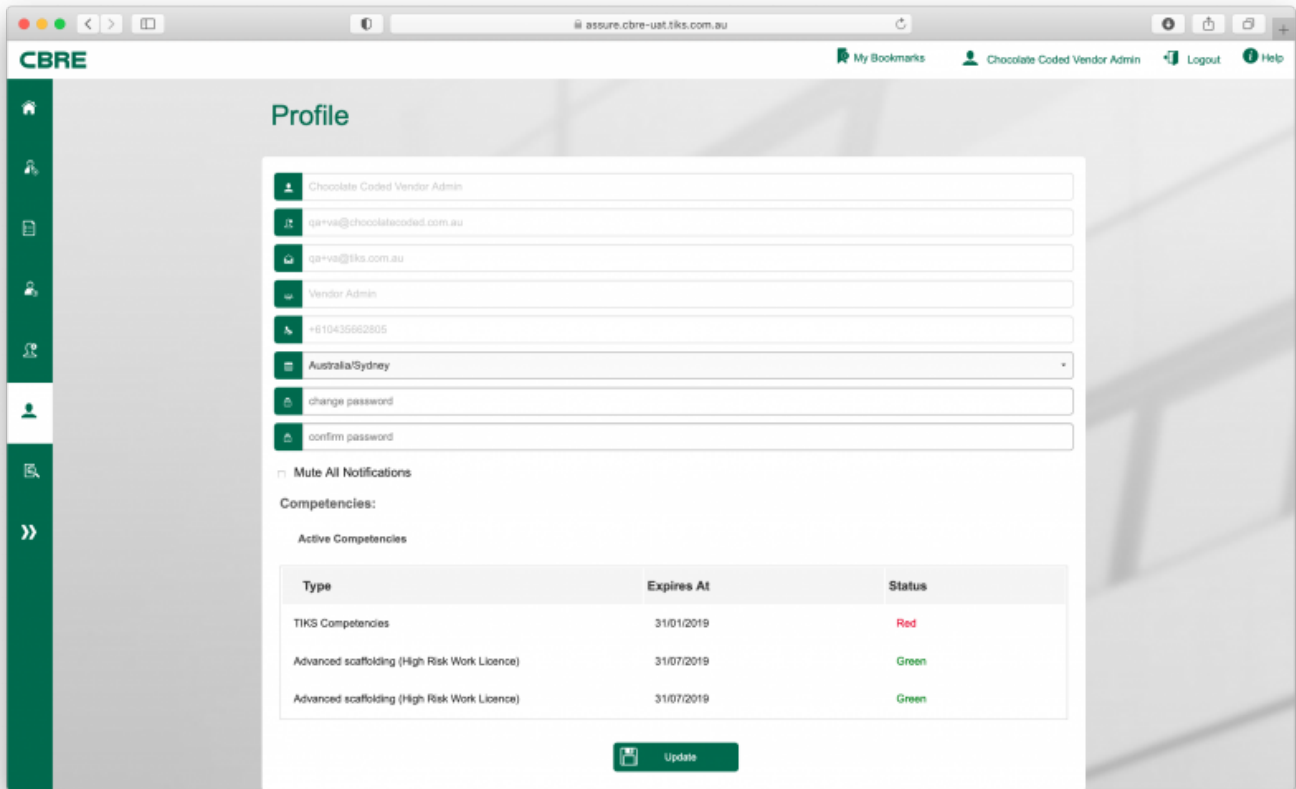 assure.cbre-uat.tiks.com.au
CBRE
My Bookmarks
Chocolate Coded Vendor Admin
Logout
Help
Profile
Chocolate Coded Vendor Admin
qa+va@chocolatecoded.com.au
qa+va@tiks.com.au
Vendor Admin
+610435662805
Australia/Sydney
change password
confirm password
Mute All Notifications
Competencies:
Active Competencies
Type Expires At Status
TIKS Competencies 31/01/2019 Red
Advanced scaffolding (High Risk Work Licence) 31/07/2019 Green
Advanced scaffolding (High Risk Work Licence) 31/07/2019 Green
Update